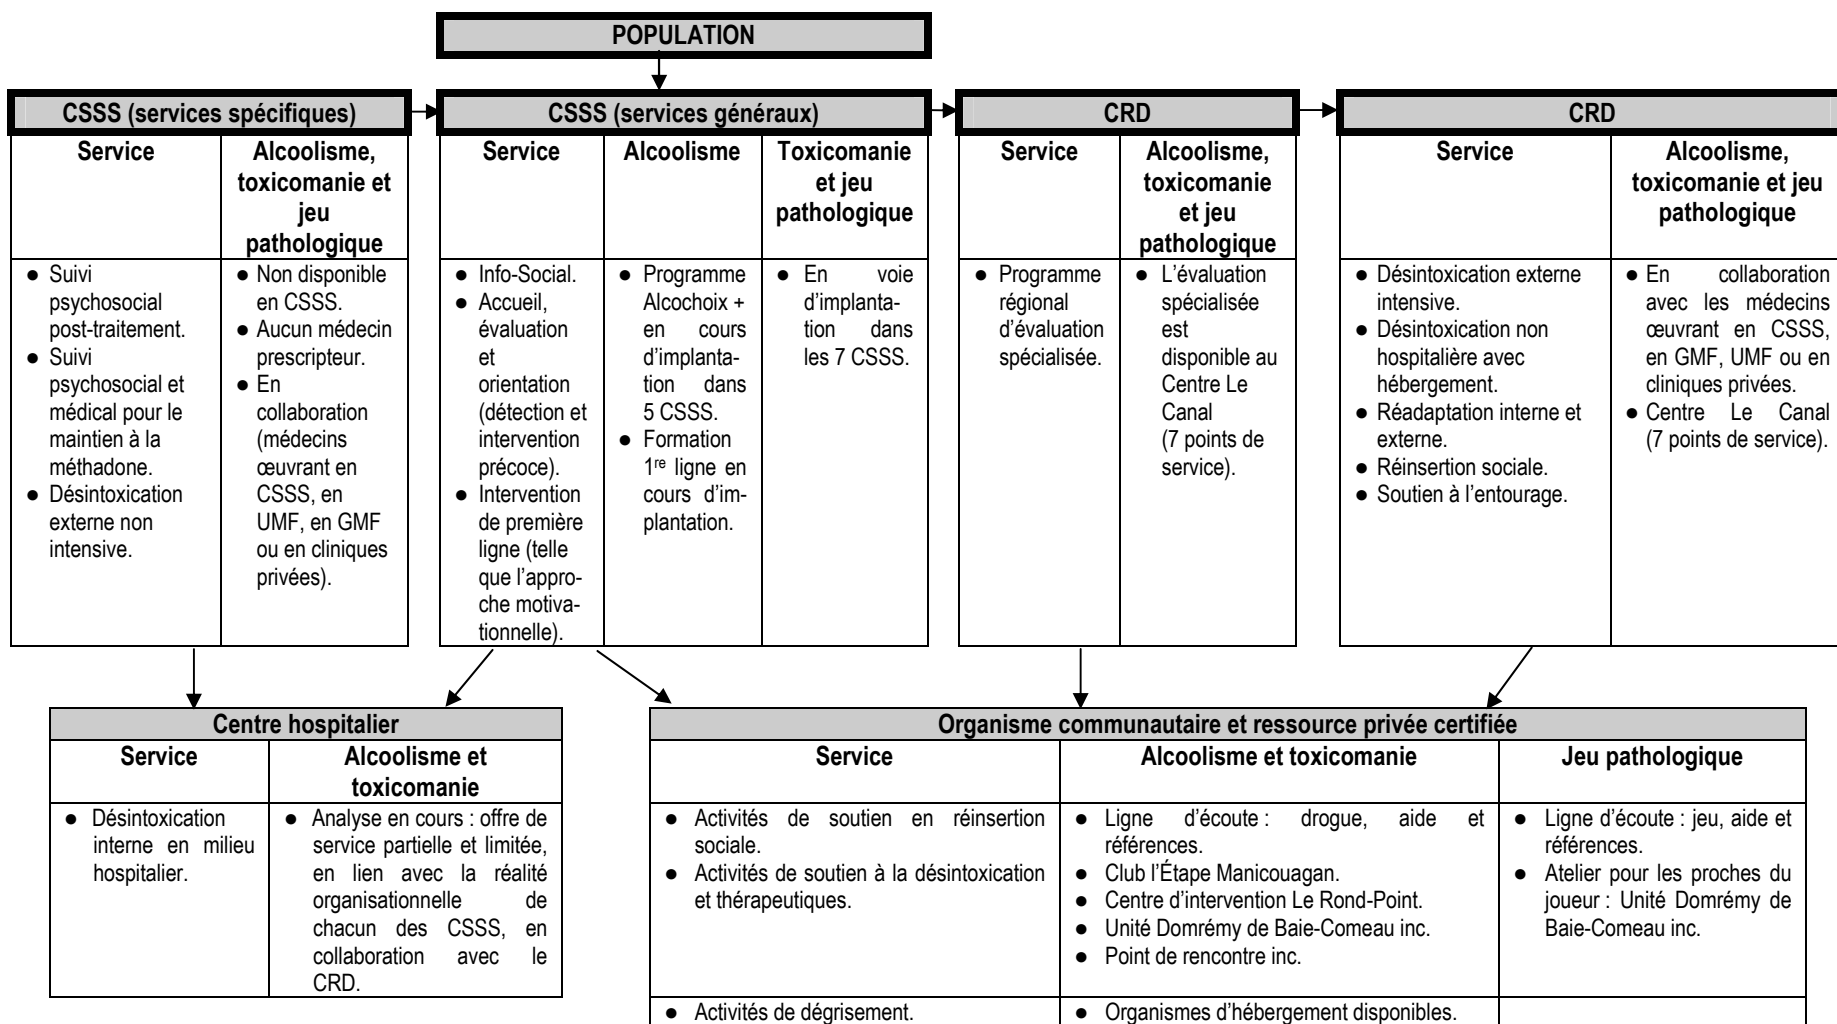 POPULATION
CSSS (services spécifiques)
Service
Alcoolisme,
toxicomanie et
jeu
pathologique
● Suivi
psychosocial
post-traitement.
● Suivi
psychosocial et
médical pour le
maintien à la
méthadone.
● Désintoxication
externe non
intensive.
● Non disponible
en CSSS.
● Aucun médecin
prescripteur.
● En
collaboration
(médecins
œuvrant en
CSSS, en
UMF, en GMF
ou en cliniques
privées).
CSSS (services généraux)
Service
Alcoolisme
Toxicomanie
et jeu
pathologique
● Info-Social.
● Accueil,
évaluation
et
orientation
(détection et
intervention
précoce).
● Intervention
de première
ligne (telle
que l'appro-
che motiva-
tionnelle).
● Programme
Alcochoix +
en cours
d'implanta-
tion dans
5 CSSS.
● Formation
1re ligne en
cours d'im-
plantation.
● En voie
d'implanta-
tion dans
les 7 CSSS.
CRD
Service
Alcoolisme,
toxicomanie
et jeu
pathologique
● Programme
régional
d'évaluation
spécialisée.
● L'évaluation
spécialisée
est
disponible au
Centre Le
Canal
(7 points de
service).
CRD
Service
Alcoolisme,
toxicomanie et jeu
pathologique
● Désintoxication externe
intensive.
● Désintoxication non
hospitalière avec
hébergement.
● Réadaptation interne et
externe.
● Réinsertion sociale.
● Soutien à l'entourage.
● En collaboration
avec les médecins
œuvrant en CSSS,
en GMF, UMF ou en
cliniques privées.
● Centre Le Canal
(7 points de service).
Centre hospitalier
Service
Alcoolisme et
toxicomanie
● Désintoxication
interne en milieu
hospitalier.
● Analyse en cours : offre de
service partielle et limitée,
en lien avec la réalité
organisationnelle de
chacun des CSSS, en
collaboration avec le
CRD.
Organisme communautaire et ressource privée certifiée
Service
Alcoolisme et toxicomanie
Jeu pathologique
● Activités de soutien en réinsertion
sociale.
● Activités de soutien à la désintoxication
et thérapeutiques.
● Ligne d'écoute : drogue, aide et
références.
● Club l'Étape Manicouagan.
● Centre d'intervention Le Rond-Point.
● Unité Domrémy de Baie-Comeau inc.
● Point de rencontre inc.
● Ligne d'écoute : jeu, aide et
références.
● Atelier pour les proches du
joueur : Unité Domrémy de
Baie-Comeau inc.
● Activités de dégrisement.
● Organismes d'hébergement disponibles.